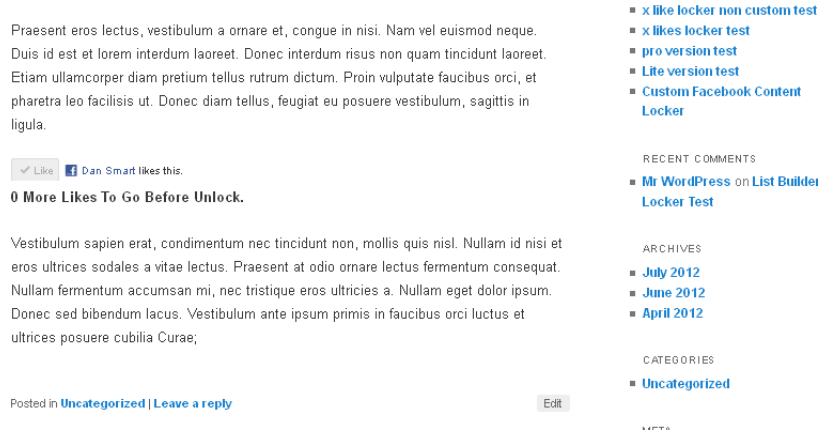 Praesent eros lectus, vestibulum a ornare et, congue in nisi. Nam vel euismod neque.
Duis id est et lorem interdum laoreet. Donec interdum risus non quam tincidunt laoreet.
Etiam ullamcorper diam pretium tellus rutrum dictum. Proin vulputate faucibus orci, et
pharetra leo facilisis ut. Donec diam tellus, feugiat eu posuere vestibulum, sagittis in
ligula.
Like Dan Smart likes this.
0 More Likes To Go Before Unlock.
Vestibulum sapien erat, condimentum nec tincidunt non, mollis quis nisl. Nullam id nisi et
eros ultrices sodales a vitae lectus. Praesent at odio ornare lectus fermentum consequat.
Nullam fermentum accumsan mi, nec tristique eros ultricies a. Nullam eget dolor ipsum.
Donec sed bibendum lacus. Vestibulum ante ipsum primis in faucibus orci luctus et
ultrices posuere cubilia Curae;
Posted in Uncategorized | Leave a reply
Edit
x like locker non custom test
x likes locker test
pro version test
Lite version test
Custom Facebook Content
Locker
RECENT COMMENTS
Mr WordPress on List Builder
Locker Test
ARCHIVES
July 2012
June 2012
April 2012
CATEGORIES
Uncategorized
META